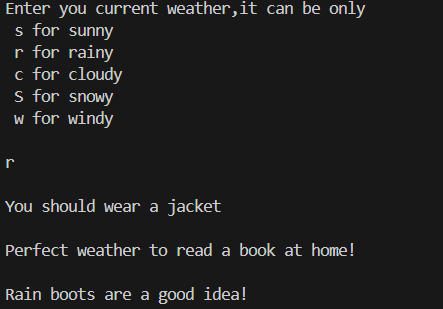 Enter you current weather,it can be only
s for sunny
r for rainy
c for cloudy
S for snowy
w for windy
r
You should wear a jacket
Perfect weather to read a book at home!
Rain boots are a good idea!